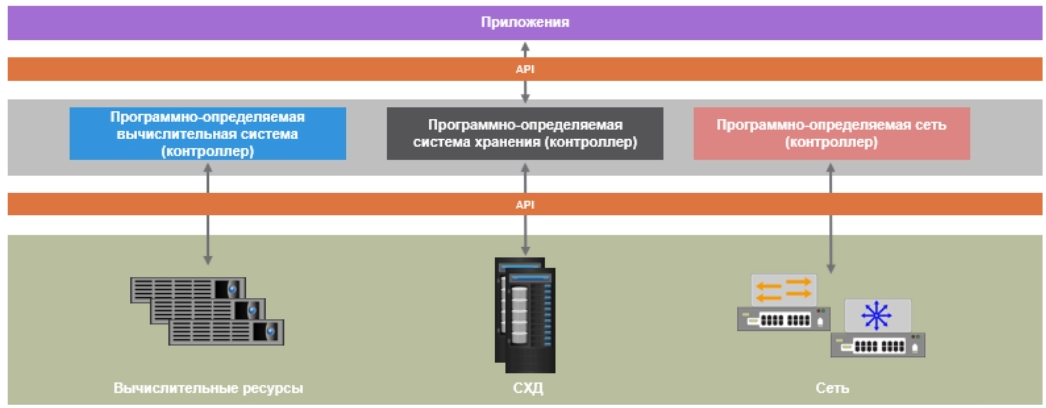 Приложения
API
Программно-определяемая
вычислительная система
(контроллер)
Программно-определяемая
система хранения (контроллер)
Программно-определяемая сеть
(контроллер)
API
Вычислительные ресурсы
СХД
Сеть